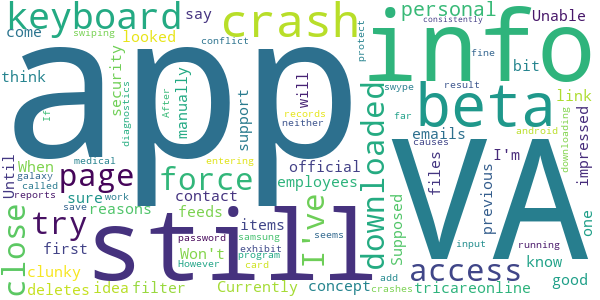 keyboard
crash
info
personal
say
come
looked
conflict
swiping
consistently
Unable
think
security
diagnostics
After
manually
protect
fine
bit
app
will
support
downloaded
beta
swype
result
link
If
records
neither
emails
so far
entering
android
Until
medical
When
page
force
official
files
I'm
causes
impressed
downloading
galaxy
called
sure
contact
employees
previous
VA
reports
work
save
reasons
feeds
I've
supposed
access
one
close
try
still
first
password
samsung
items
input
running
Won't
However
exhibit
seems
program
know
clunky
card
add
crashes
good
deletes
idea
filter
Currently
concept
tricareonline